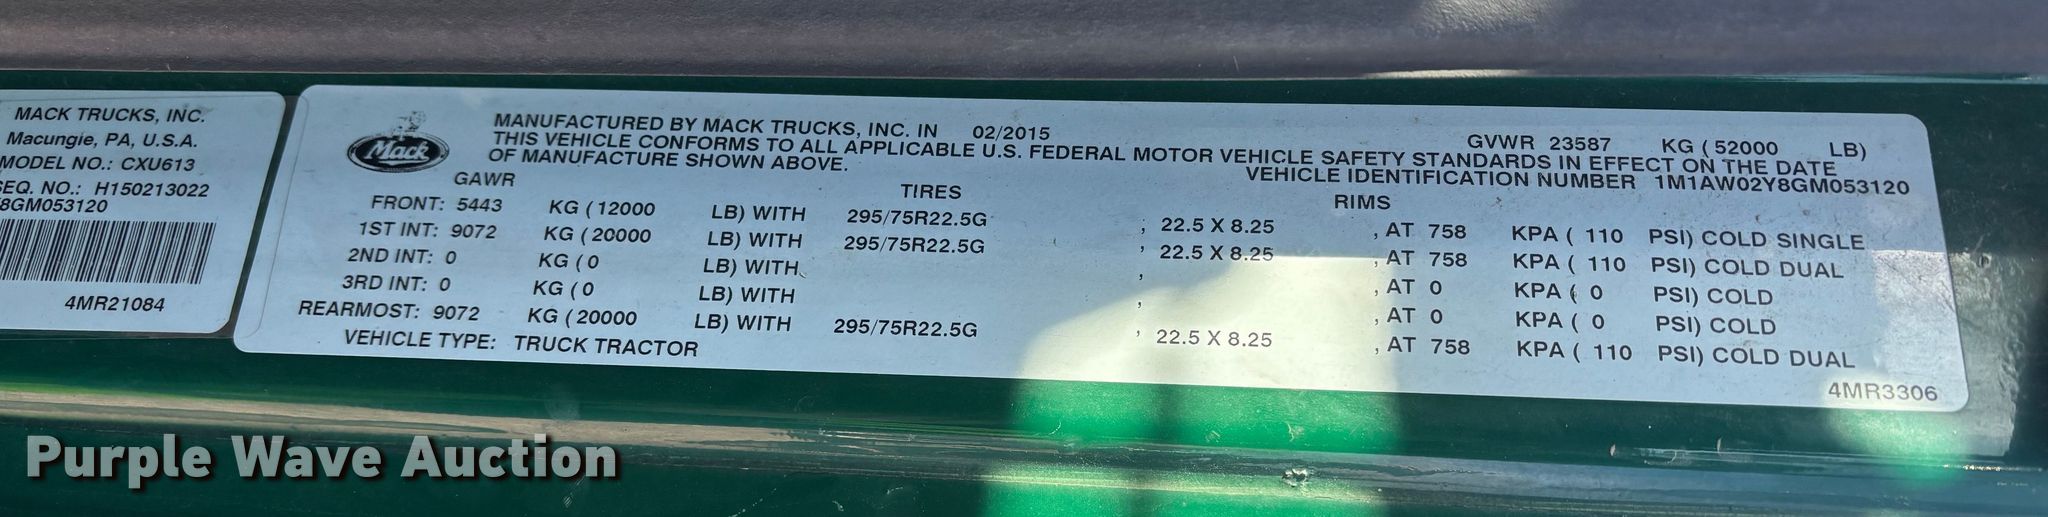 MACK TRUCKS, INC.
Macungie, PA, U.S.A.
MODEL NO.: CXU613
SEQ. NO.: H150213022
8GM053120
4MR21084
Mack
MANUFACTURED BY MACK TRUCKS, INC. IN 02/2015 GVWR 23587 KG ( 52000 LB)
THIS VEHICLE CONFORMS TO ALL APPLICABLE U.S. FEDERAL MOTOR VEHICLE SAFETY STANDARDS IN EFFECT ON THE DATE
OF MANUFACTURE SHOWN ABOVE. VEHICLE IDENTIFICATION NUMBER 1M1AW02Y8GM053120
GAWR TIRES RIMS
FRONT: 5443 KG ( 12000 LB) WITH 295/75R22.5G , 22.5 X 8.25 , AT 758 KPA ( 110 PSI) COLD SINGLE
1ST INT: 9072 KG ( 20000 LB) WITH 295/75R22.5G , 22.5 X 8.25 , AT 758 KPA ( 110 PSI) COLD DUAL
2ND INT: 0 KG ( 0 LB) WITH , , AT 0 KPA ( 0 PSI) COLD
3RD INT: 0 KG ( 0 LB) WITH , , AT 0 KPA ( 0 PSI) COLD
REARMOST: 9072 KG ( 20000 LB) WITH 295/75R22.5G , 22.5 X 8.25 , AT 758 KPA ( 110 PSI) COLD DUAL
VEHICLE TYPE: TRUCK TRACTOR
4MR3306
Purple Wave Auction